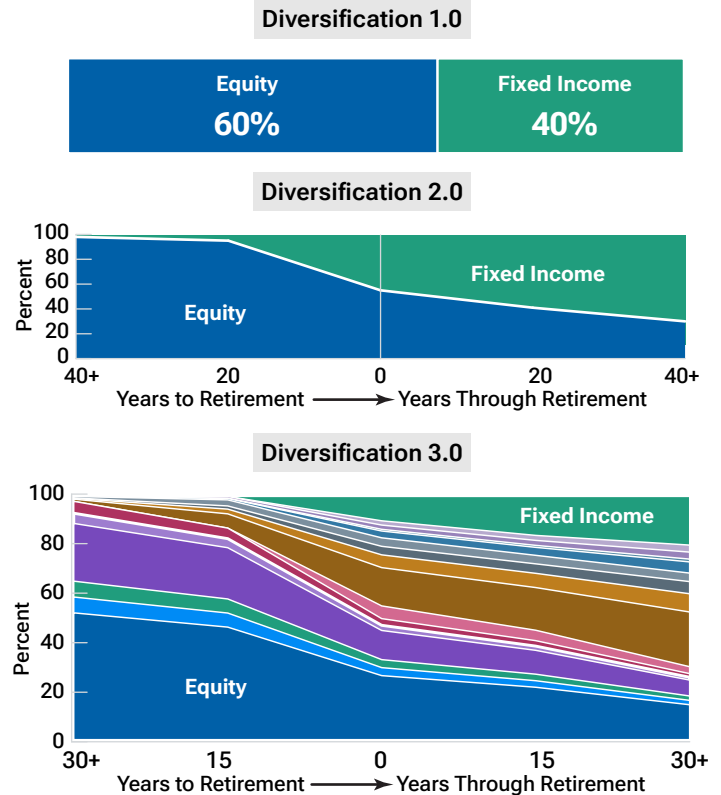 Diversification 1.0
Equity Fixed Income
60% 40%
Diversification 2.0
100
80
60
40
20
0
Percent
Equity
Fixed Income
40+ 20 0 20 40+
Years to Retirement Years Through Retirement
Diversification 3.0
100
80
60
40
20
0
Percent
Fixed Income
Equity
30+ 15 0 15 30+
Years to Retirement Years Through Retirement